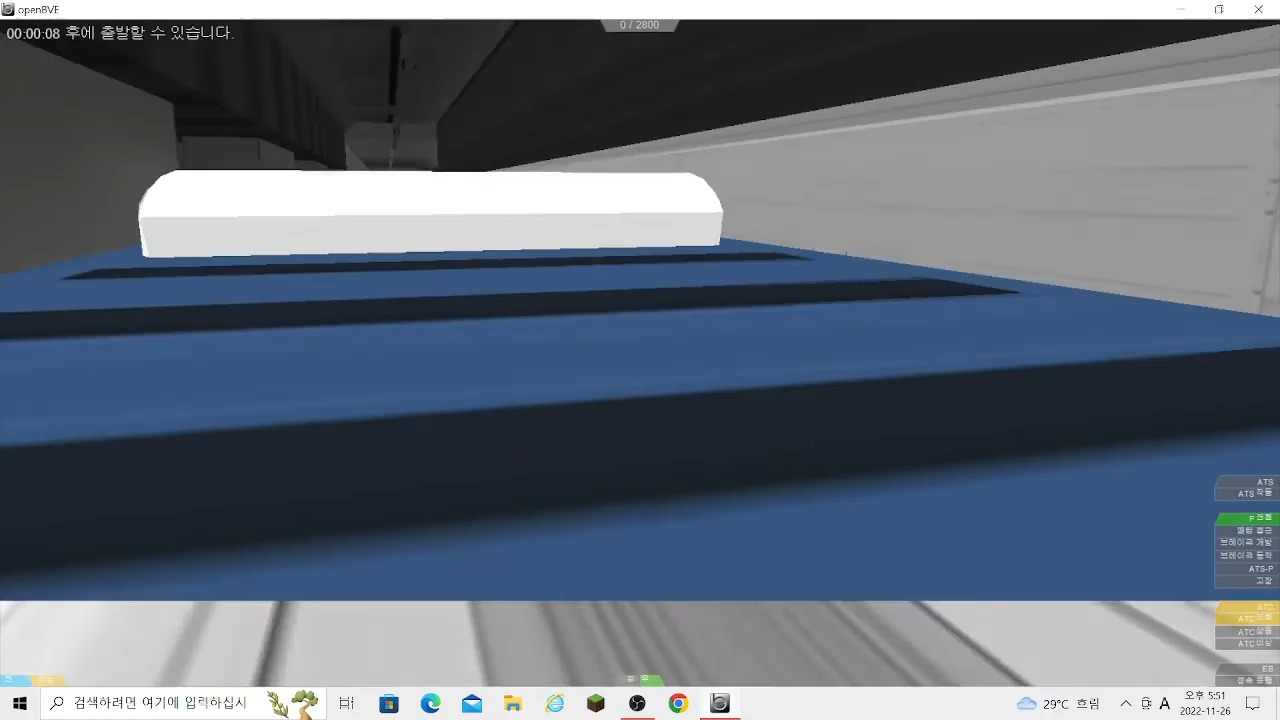 openBVE
0 / 2800
00:00:08 후에 출발할 수 있습니다.
ATS
ATS 작동
P 전원
패턴 접근
브레이크 개방
브레이크 동작
ATS-P
고장
ATC
ATC 전원
ATC 상용
ATC 비상
EB
정속 운행
검색하려면 여기에 입력하십시
29°C 흐림
오후 5:51
2022-11-26